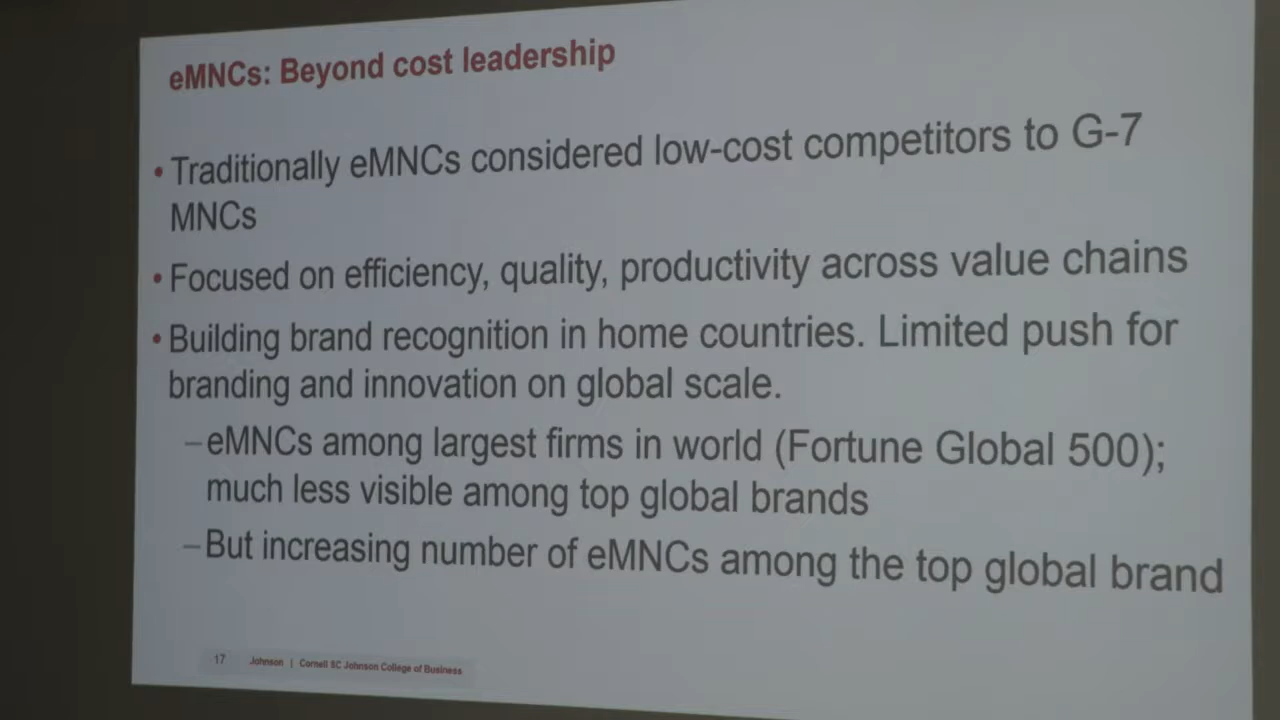 eMNCs: Beyond cost leadership
• Traditionally eMNCs considered low-cost competitors to G-7
MNCs
• Focused on efficiency, quality, productivity across value chains
• Building brand recognition in home countries. Limited push for
branding and innovation on global scale.
– eMNCs among largest firms in world (Fortune Global 500);
much less visible among top global brands
– But increasing number of eMNCs among the top global brand
17 Johnson | Cornell SC Johnson College of Business